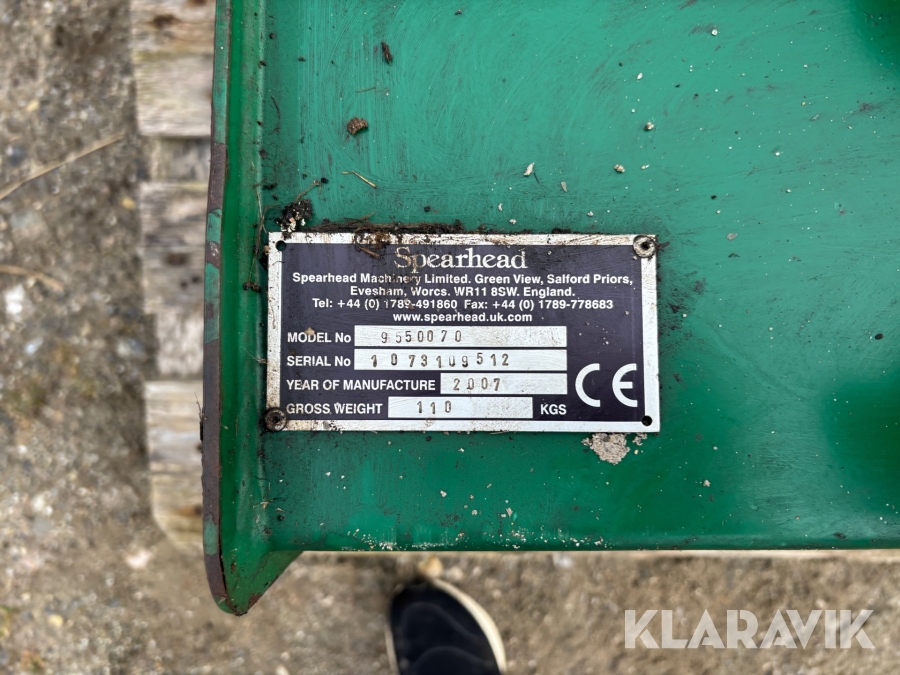 Spearhead
Spearhead Machinery Limited. Green View, Salford Priors,
Evesham, Worcs. WR11 8SW. England.
Tel: +44 (0) 1789-491860 Fax: +44 (0) 1789-778683
www.spearhead.uk.com
MODEL No 9550070
SERIAL No 1073109512
YEAR OF MANUFACTURE 2007
GROSS WEIGHT 110 KGS
CE
KLARAVIK